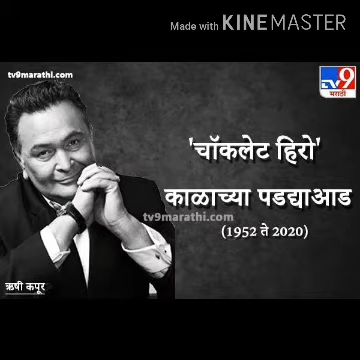 Made with KINEMASTER
tv9marathi.com
TV9
मराठी
'चॉकलेट हिरो'
काळाच्या पडद्याआड
tv9marathi.com
(1952 ते 2020)
ऋषी कपूर